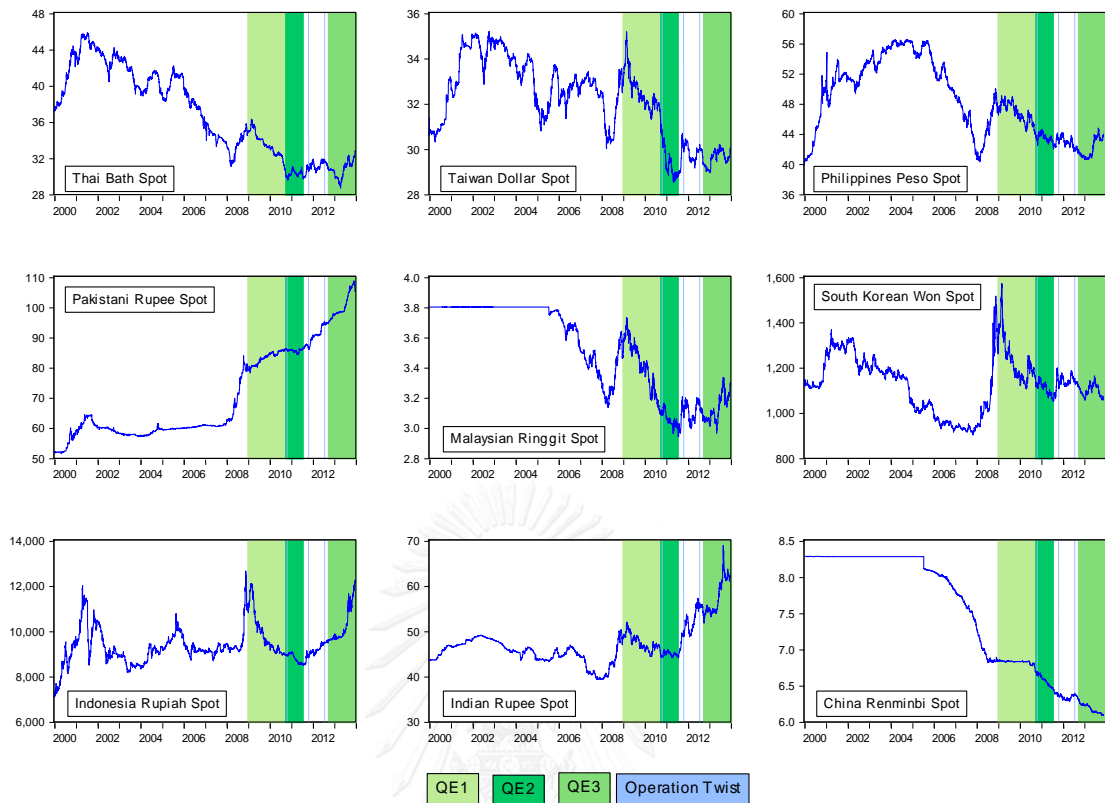 48
44
40
36
32
28
Thai Bath Spot
2000 2002 2004 2006 2008 2010 2012
36
34
32
30
28
Taiwan Dollar Spot
2000 2002 2004 2006 2008 2010 2012
60
56
52
48
44
40
36
Philippines Peso Spot
2000 2002 2004 2006 2008 2010 2012
110
100
90
80
70
60
50
Pakistani Rupee Spot
2000 2002 2004 2006 2008 2010 2012
4.0
3.8
3.6
3.4
3.2
3.0
2.8
Malaysian Ringgit Spot
2000 2002 2004 2006 2008 2010 2012
1,600
1,400
1,200
1,000
800
South Korean Won Spot
2000 2002 2004 2006 2008 2010 2012
14,000
12,000
10,000
8,000
6,000
Indonesia Rupiah Spot
2000 2002 2004 2006 2008 2010 2012
70
60
50
40
30
Indian Rupee Spot
2000 2002 2004 2006 2008 2010 2012
8.5
8.0
7.5
7.0
6.5
6.0
China Renminbi Spot
2000 2002 2004 2006 2008 2010 2012
QE1 QE2 QE3 Operation Twist